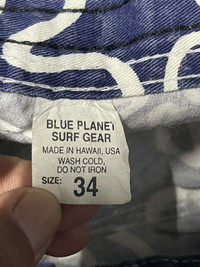 BLUE PLANET
SURF GEAR
MADE IN HAWAII, USA
WASH COLD,
DO NOT IRON
SIZE: 34